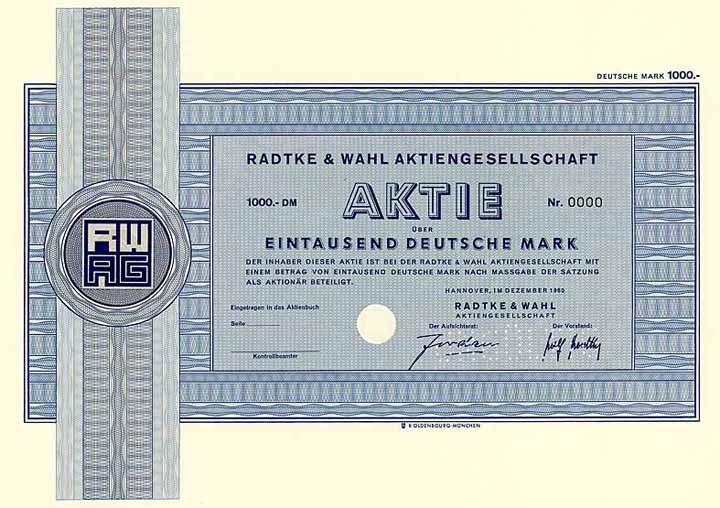 DEUTSCHE MARK 1000.-
RADTKE & WAHL AKTIENGESELLSCHAFT
1000.- DM AKTIE Nr. 0000
ÜBER
EINTAUSEND DEUTSCHE MARK
DER INHABER DIESER AKTIE IST BEI DER RADTKE & WAHL AKTIENGESELLSCHAFT MIT
EINEM BETRAG VON EINTAUSEND DEUTSCHE MARK NACH MASSGABE DER SATZUNG
ALS AKTIONÄR BETEILIGT.
HANNOVER, IM DEZEMBER 1960
RADTKE & WAHL
AKTIENGESELLSCHAFT
Eingetragen in das Aktienbuch
Seite
Der Aufsichtsrat: Der Vorstand:
Kontrollbeamter
RW
AG
R OLDENBOURG-MÜNCHEN